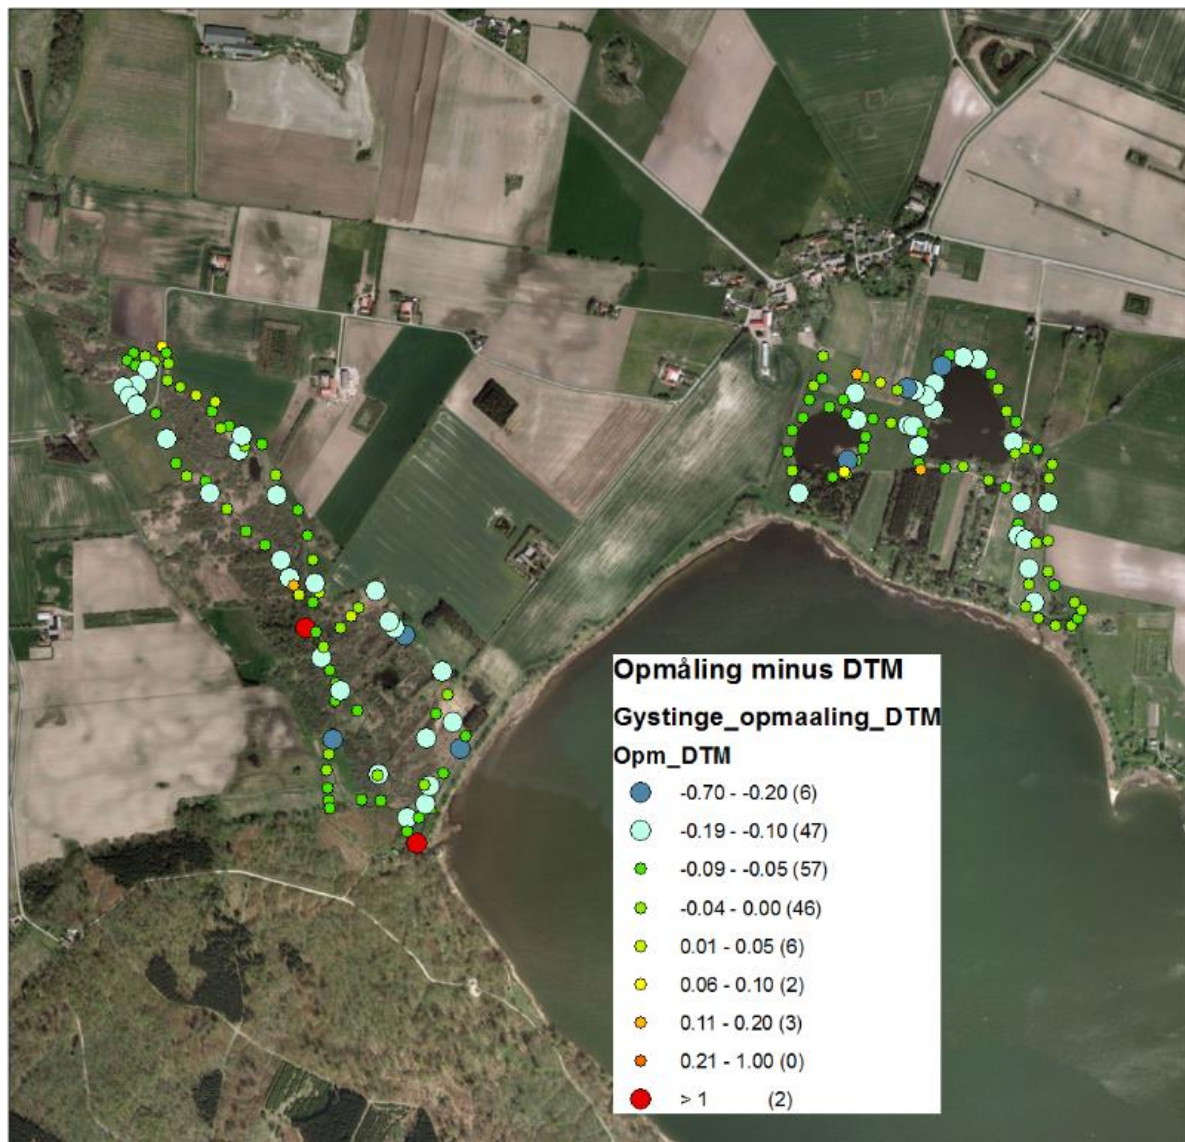 Opmåling minus DTM
Gystinge_opmaaling_DTM
Opm_DTM
-0.70 - -0.20 (6)
-0.19 - -0.10 (47)
-0.09 - -0.05 (57)
-0.04 - 0.00 (46)
0.01 - 0.05 (6)
0.06 - 0.10 (2)
0.11 - 0.20 (3)
0.21 - 1.00 (0)
> 1 (2)